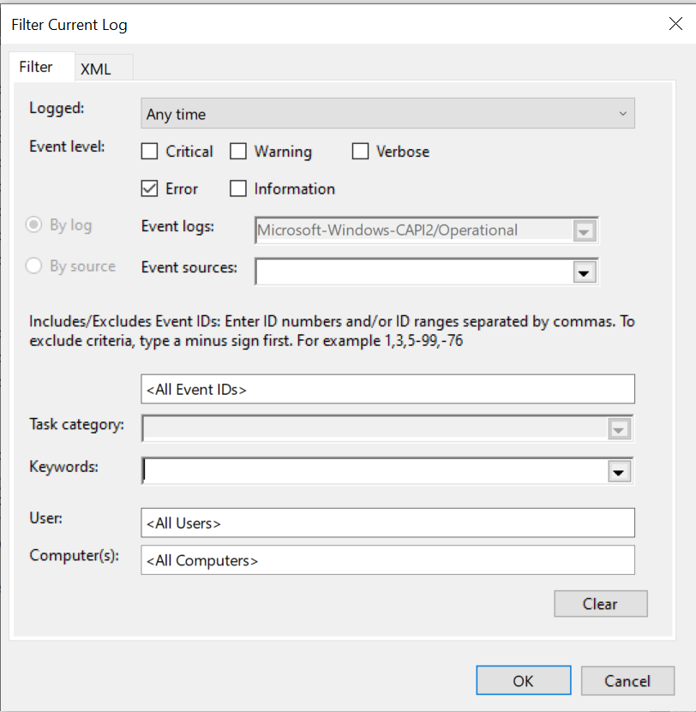 Filter Current Log
Filter XML
Logged: Any time
Event level: Critical Warning Verbose
Error Information
By log Event logs: Microsoft-Windows-CAPI2/Operational
By source Event sources:
Includes/Excludes Event IDs: Enter ID numbers and/or ID ranges separated by commas. To
exclude criteria, type a minus sign first. For example 1,3,5-99,-76
<All Event IDs>
Task category:
Keywords:
User: <All Users>
Computer(s): <All Computers>
Clear
OK Cancel